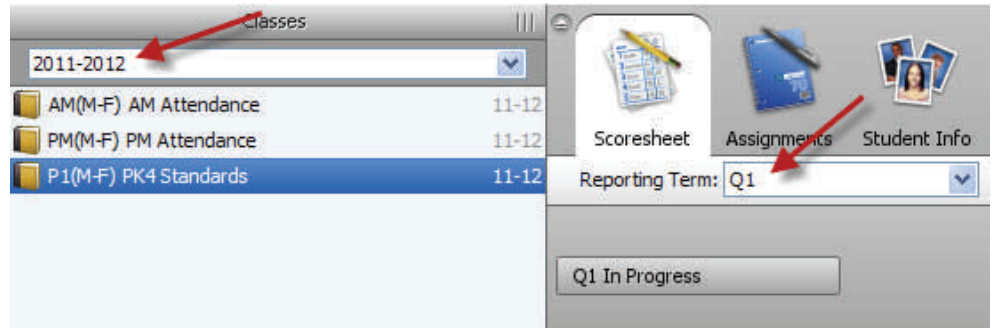 Classes
2011-2012
AM(M-F) AM Attendance 11-12
PM(M-F) PM Attendance 11-12
P1(M-F) PK4 Standards 11-12
Scoresheet Assignments Student Info
Reporting Term: Q1
Q1 In Progress